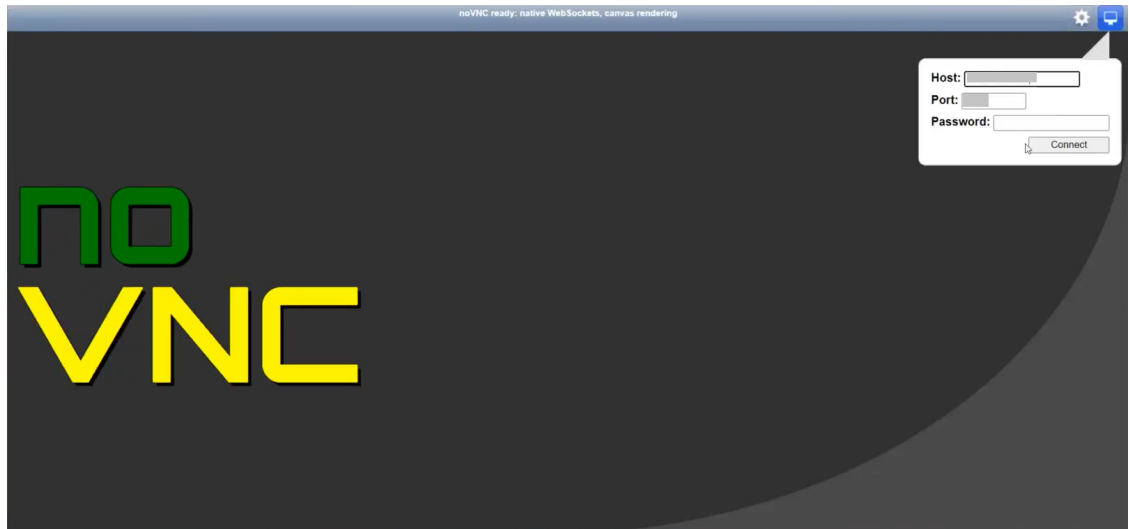 noVNC ready: native WebSockets, canvas rendering
Host:
Port:
Password:
Connect
no
VNC